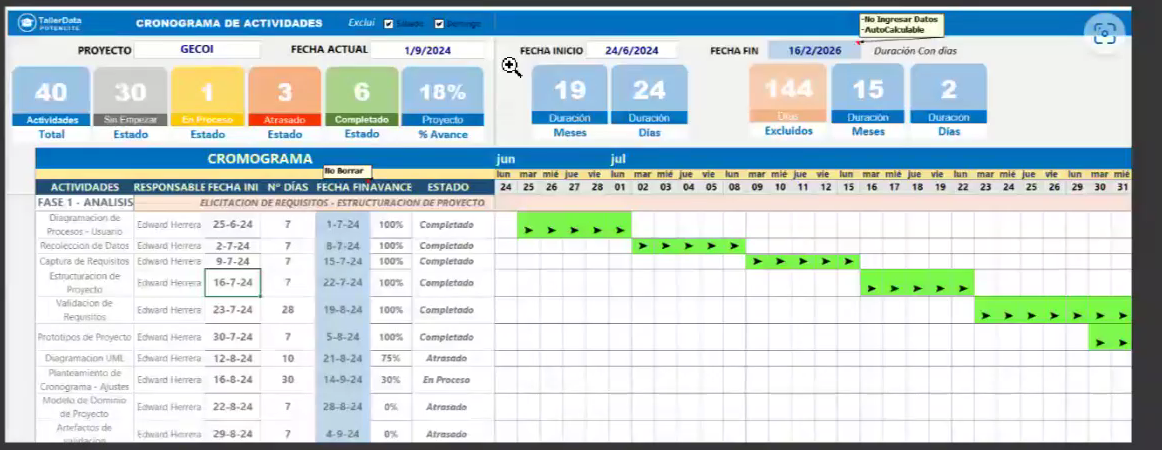 TallerData
POTENCITE
CRONOGRAMA DE ACTIVIDADES
Exclui Sabado Domingo
-No Ingresar Datos
-AutoCalculable
PROYECTO GECOI FECHA ACTUAL 1/9/2024 FECHA INICIO 24/6/2024 FECHA FIN 16/2/2026 Duración Con dias
40 30 1 3 6 18% 19 24 144 15 2
Actividades Sin Empezar En Proceso Atrasado Completado Proyecto Duración Duración Dias Duración Duración
Total Estado Estado Estado Estado % Avance Meses Días Excluidos Meses Días
CROMOGRAMA jun jul
No Borrar
lun mar mié jue vie lun mar mié jue vie lun mar mié jue vie lun mar mié jue vie lun mar mié jue vie lun mar mié
ACTIVIDADES RESPONSABLE FECHA INI N° DÍAS FECHA FIN AVANCE ESTADO 24 25 26 27 28 01 02 03 04 05 08 09 10 11 12 15 16 17 18 19 22 23 24 25 26 29 30 31
FASE 1 - ANALISIS ELICITACION DE REQUISITOS - ESTRUCTURACION DE PROYECTO
Diagramacion de
Procesos - Usuario Edward Herrera 25-6-24 7 1-7-24 100% Completado
Recoleccion de Datos Edward Herrera 2-7-24 7 8-7-24 100% Completado
Captura de Requisitos Edward Herrera 9-7-24 7 15-7-24 100% Completado
Estructuracion de
Proyecto Edward Herrera 16-7-24 7 22-7-24 100% Completado
Validacion de
Requisitos Edward Herrera 23-7-24 28 19-8-24 100% Completado
Prototipos de Proyecto Edward Herrera 30-7-24 7 5-8-24 100% Completado
Diagramacion UML Edward Herrera 12-8-24 10 21-8-24 75% Atrasado
Planteamiento de
Cronograma - Ajustes Edward Herrera 16-8-24 30 14-9-24 30% En Proceso
Modelo de Dominio
de Proyecto Edward Herrera 22-8-24 7 28-8-24 0% Atrasado
Artefactos de
validacion Edward Herrera 29-8-24 7 4-9-24 0% Atrasado